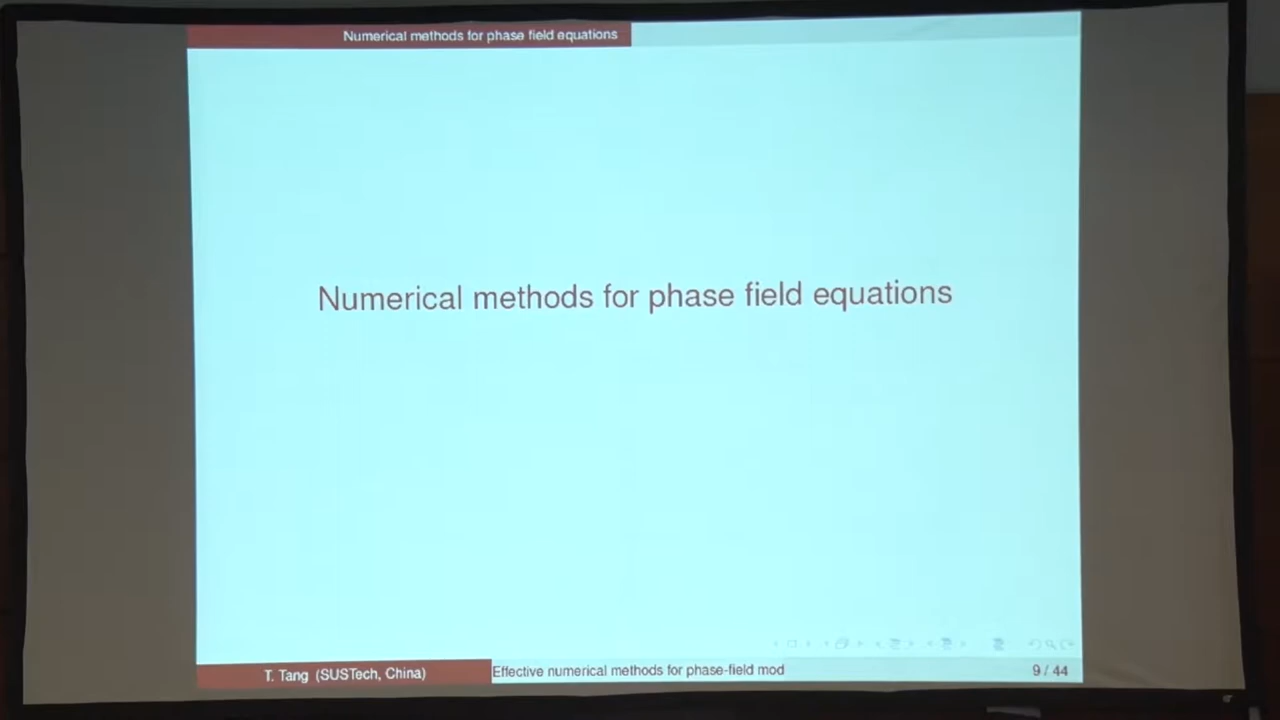 Numerical methods for phase field equations
Numerical methods for phase field equations
T. Tang (SUSTech, China)
Effective numerical methods for phase-field mod
9 / 44